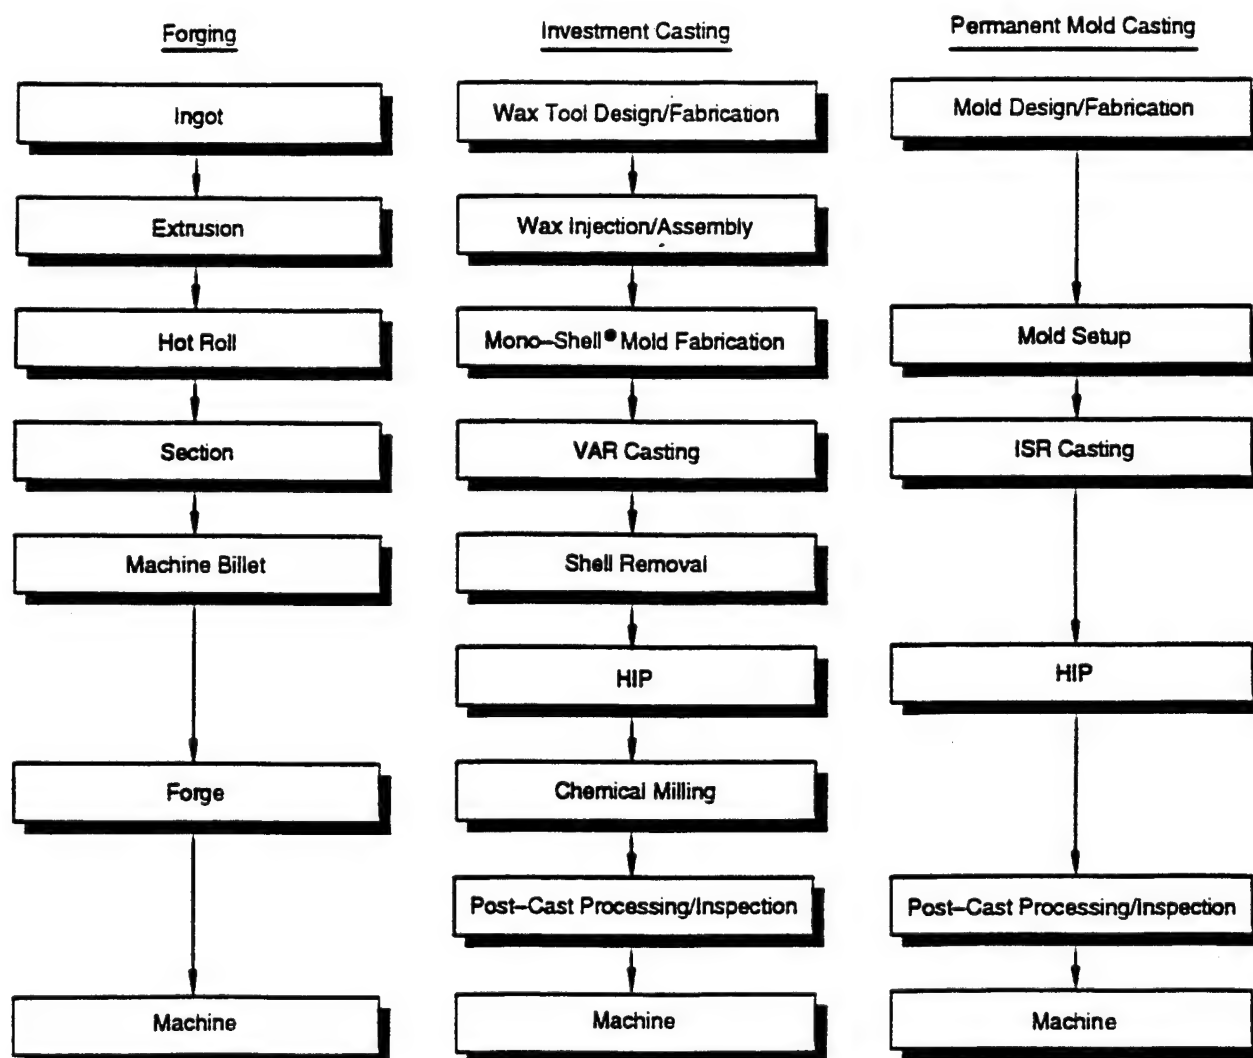 Forging
Ingot
Extrusion
Hot Roll
Section
Machine Billet
Forge
Machine
Investment Casting
Wax Tool Design/Fabrication
Wax Injection/Assembly
Mono–Shell® Mold Fabrication
VAR Casting
Shell Removal
HIP
Chemical Milling
Post–Cast Processing/Inspection
Machine
Permanent Mold Casting
Mold Design/Fabrication
Mold Setup
ISR Casting
HIP
Post–Cast Processing/Inspection
Machine